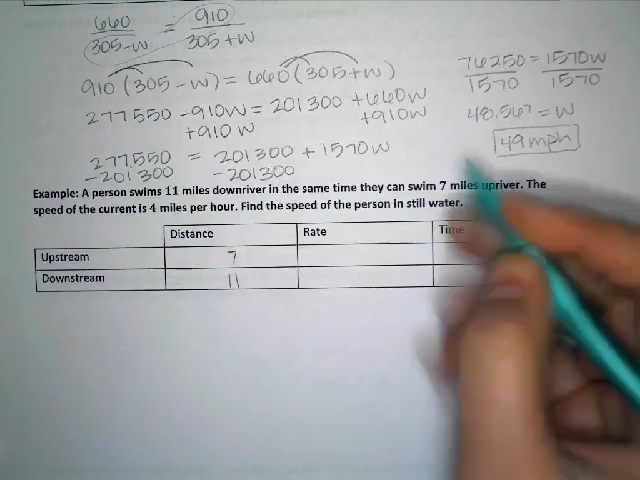 660/305-w = 910/305+w
910(305-w) = 660(305+w)
277550 -910w = 201300 +660w
+910w +910w
277550 = 201300 + 1570w
-201300 -201300
76250 = 1570w
1570 1570
48.567 = w
49mph
Example: A person swims 11 miles downriver in the same time they can swim 7 miles upriver. The
speed of the current is 4 miles per hour. Find the speed of the person in still water.
Distance Rate Time
Upstream 7
Downstream 11